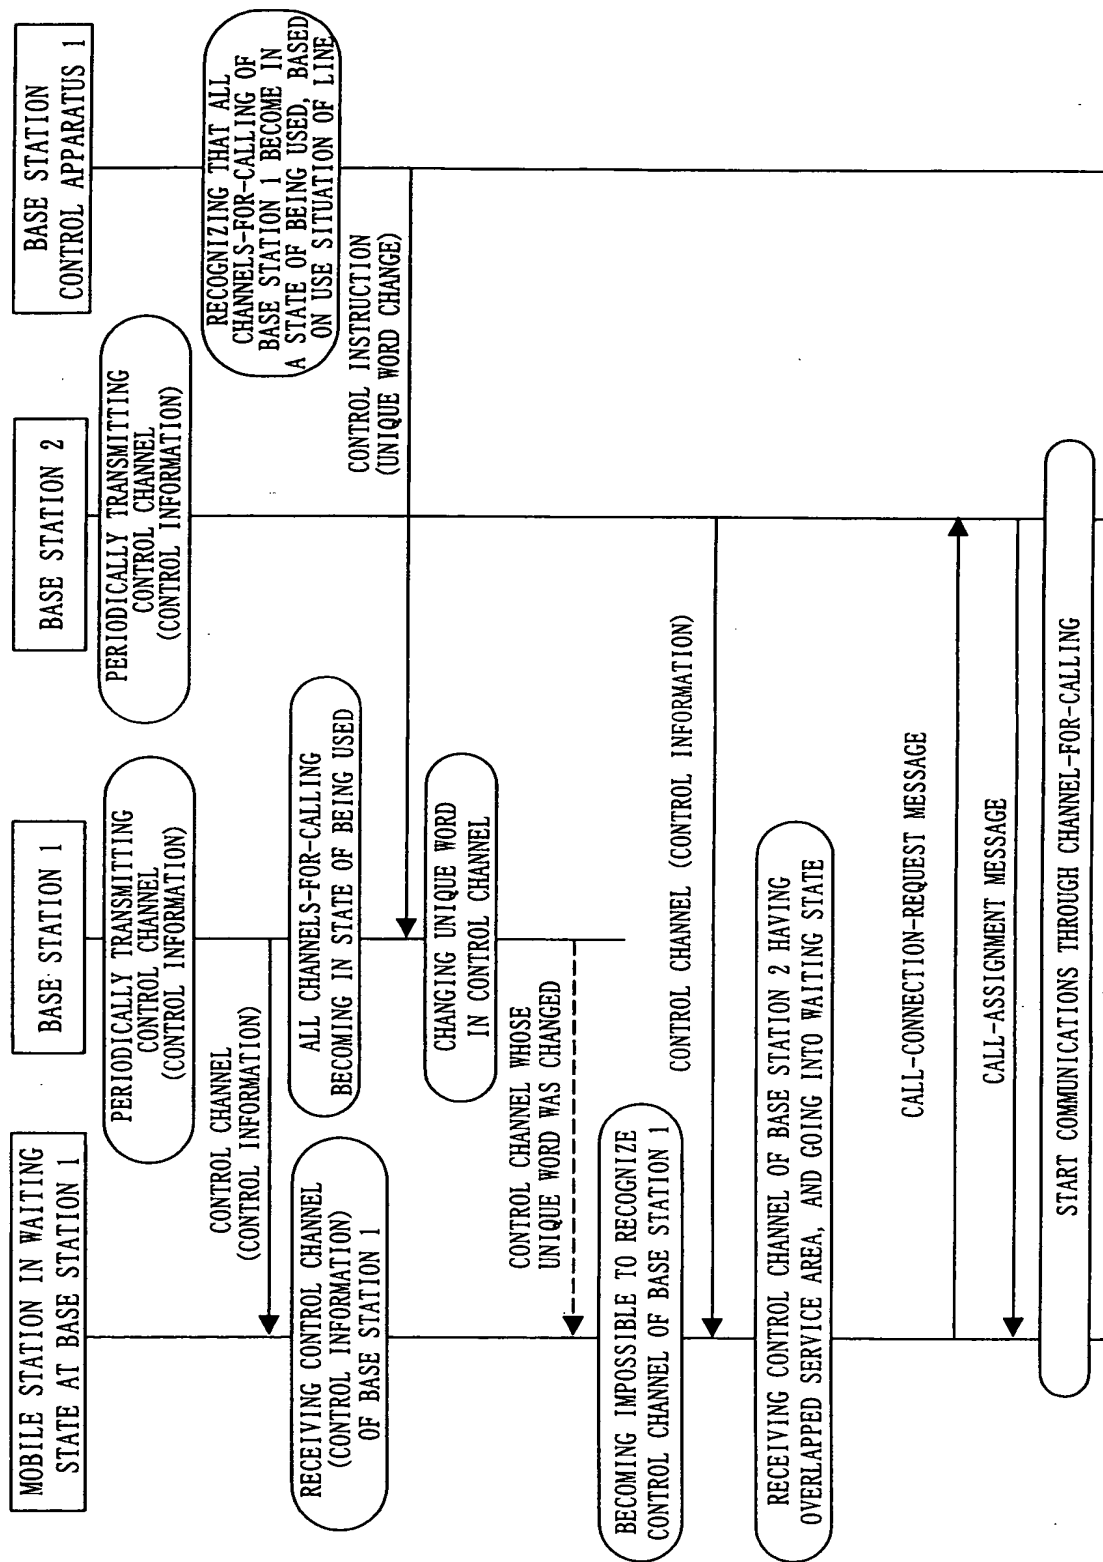 MOBILE STATION IN WAITING
STATE AT BASE STATION 1
BASE STATION 1
BASE STATION 2
BASE STATION
CONTROL APPARATUS 1
PERIODICALLY TRANSMITTING
CONTROL CHANNEL
(CONTROL INFORMATION)
PERIODICALLY TRANSMITTING
CONTROL CHANNEL
(CONTROL INFORMATION)
RECOGNIZING THAT ALL
CHANNELS-FOR-CALLING OF
BASE STATION 1 BECOME IN
A STATE OF BEING USED, BASED
ON USE SITUATION OF LINE
CONTROL CHANNEL
(CONTROL INFORMATION)
RECEIVING CONTROL CHANNEL
(CONTROL INFORMATION)
OF BASE STATION 1
ALL CHANNELS-FOR-CALLING
BECOMING IN STATE OF BEING USED
CONTROL INSTRUCTION
(UNIQUE WORD CHANGE)
CHANGING UNIQUE WORD
IN CONTROL CHANNEL
CONTROL CHANNEL WHOSE
UNIQUE WORD WAS CHANGED
BECOMING IMPOSSIBLE TO RECOGNIZE
CONTROL CHANNEL OF BASE STATION 1
CONTROL CHANNEL (CONTROL INFORMATION)
RECEIVING CONTROL CHANNEL OF BASE STATION 2 HAVING
OVERLAPPED SERVICE AREA, AND GOING INTO WAITING STATE
CALL-CONNECTION-REQUEST MESSAGE
CALL-ASSIGNMENT MESSAGE
START COMMUNICATIONS THROUGH CHANNEL-FOR-CALLING